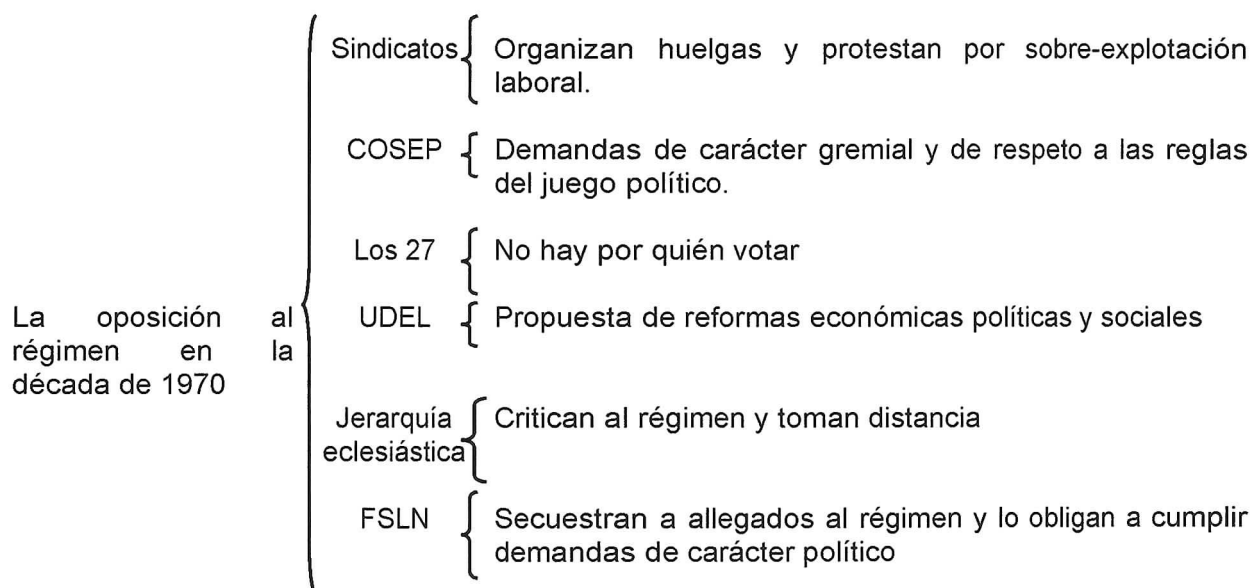 La oposición al
régimen en la
década de 1970
Sindicatos
Organizan huelgas y protestan por sobre-explotación
laboral.
COSEP
Demandas de carácter gremial y de respeto a las reglas
del juego político.
Los 27
No hay por quién votar
UDEL
Propuesta de reformas económicas políticas y sociales
Jerarquía
eclesiástica
Critican al régimen y toman distancia
FSLN
Secuestran a allegados al régimen y lo obligan a cumplir
demandas de carácter político